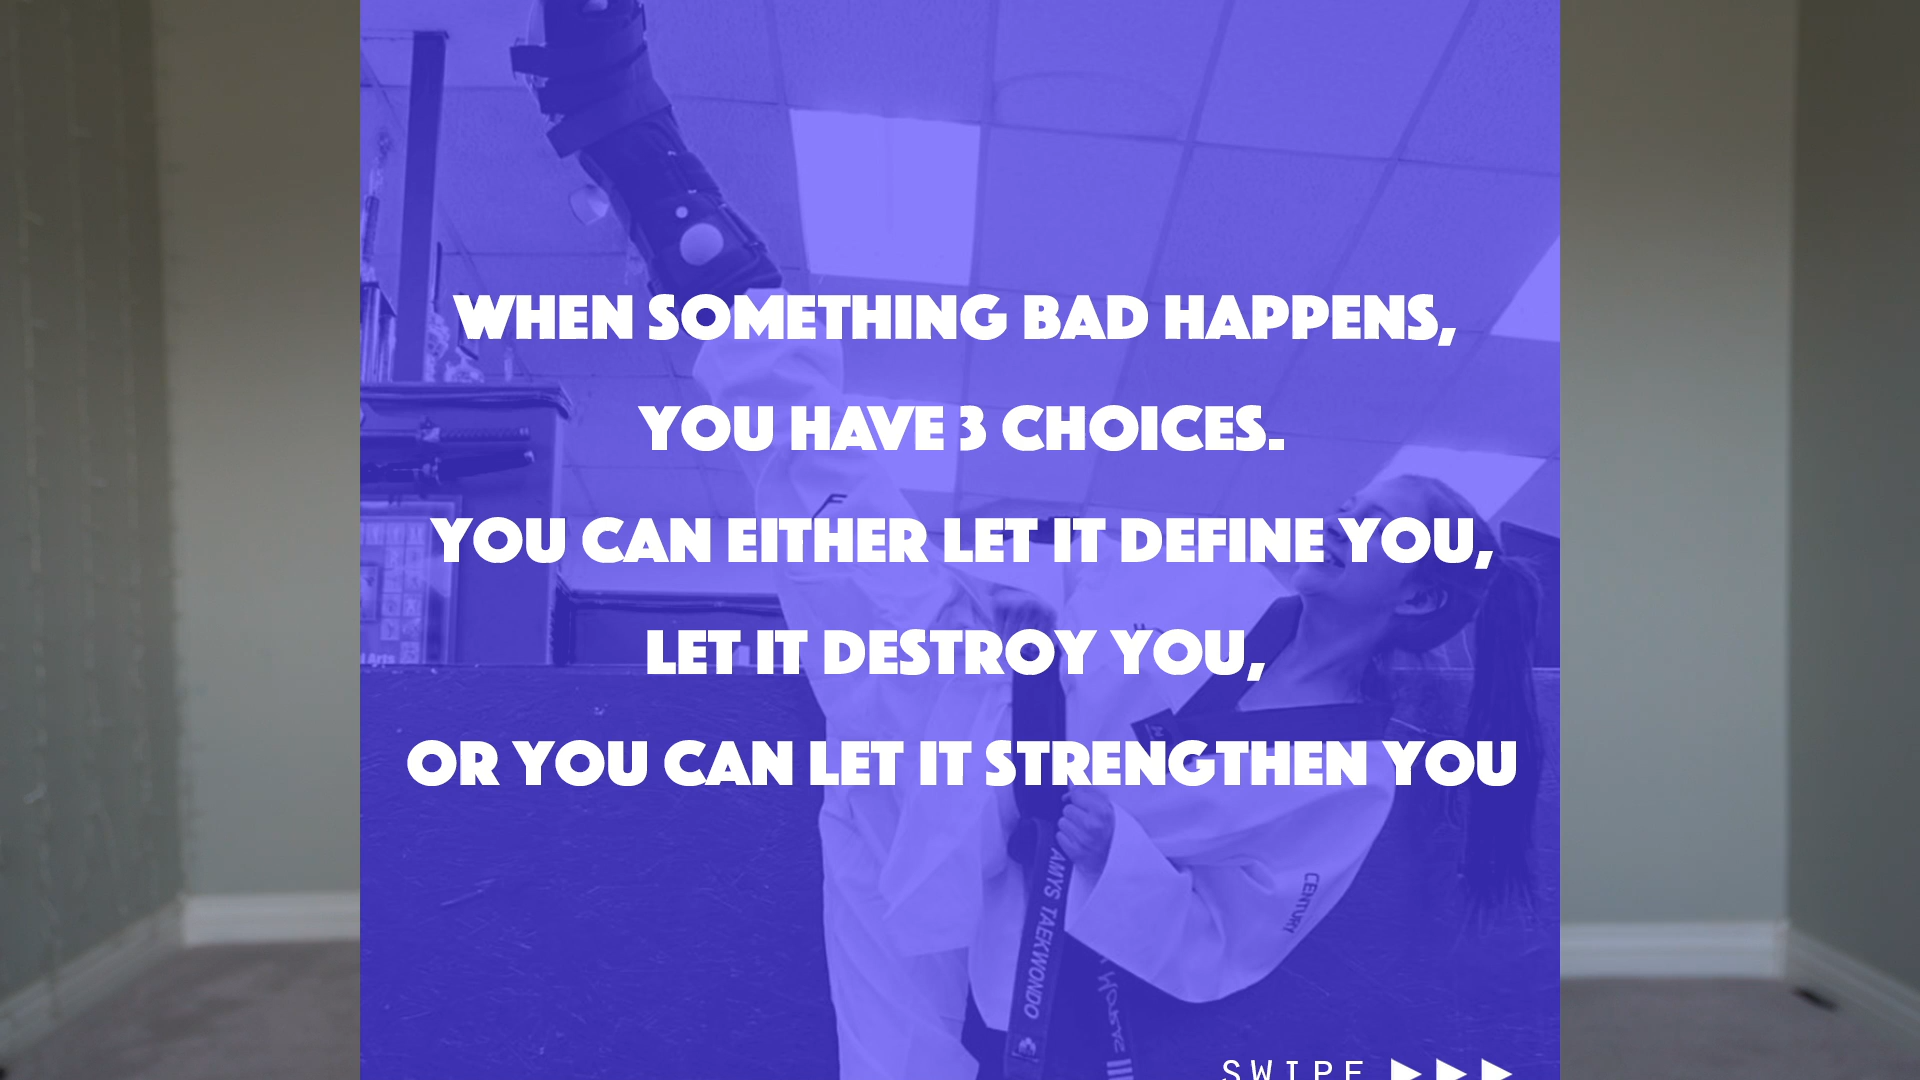 WHEN SOMETHING BAD HAPPENS,
YOU HAVE 3 CHOICES.
YOU CAN EITHER LET IT DEFINE YOU,
LET IT DESTROY YOU,
OR YOU CAN LET IT STRENGTHEN YOU
Arts
AMYS TAEKWONDO
CENTURY
SWIPE ▶▶▶